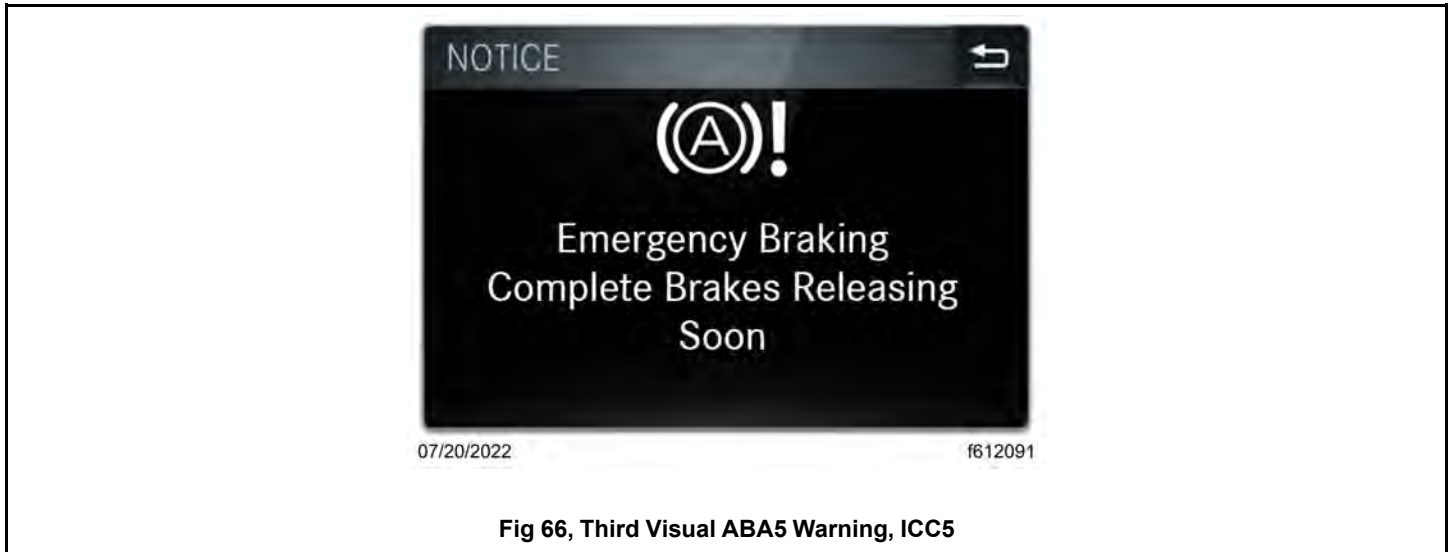 NOTICE
(A)!
Emergency Braking
Complete Brakes Releasing
Soon
07/20/2022
f612091
Fig 66, Third Visual ABA5 Warning, ICC5